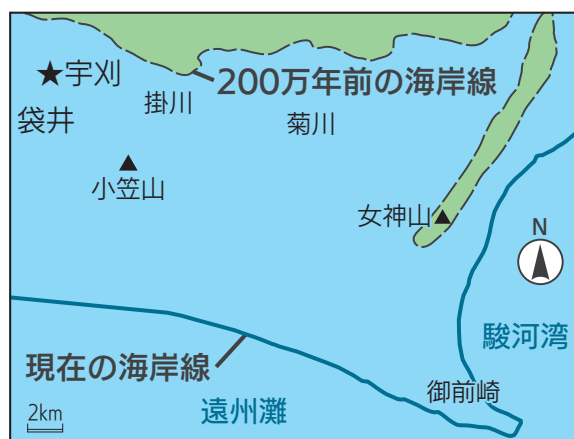 ★宇刈
200万年前の海岸線
袋井
掛川
菊川
▲
小笠山
女神山▲
N
駿河湾
現在の海岸線
御前崎
遠州灘
2km